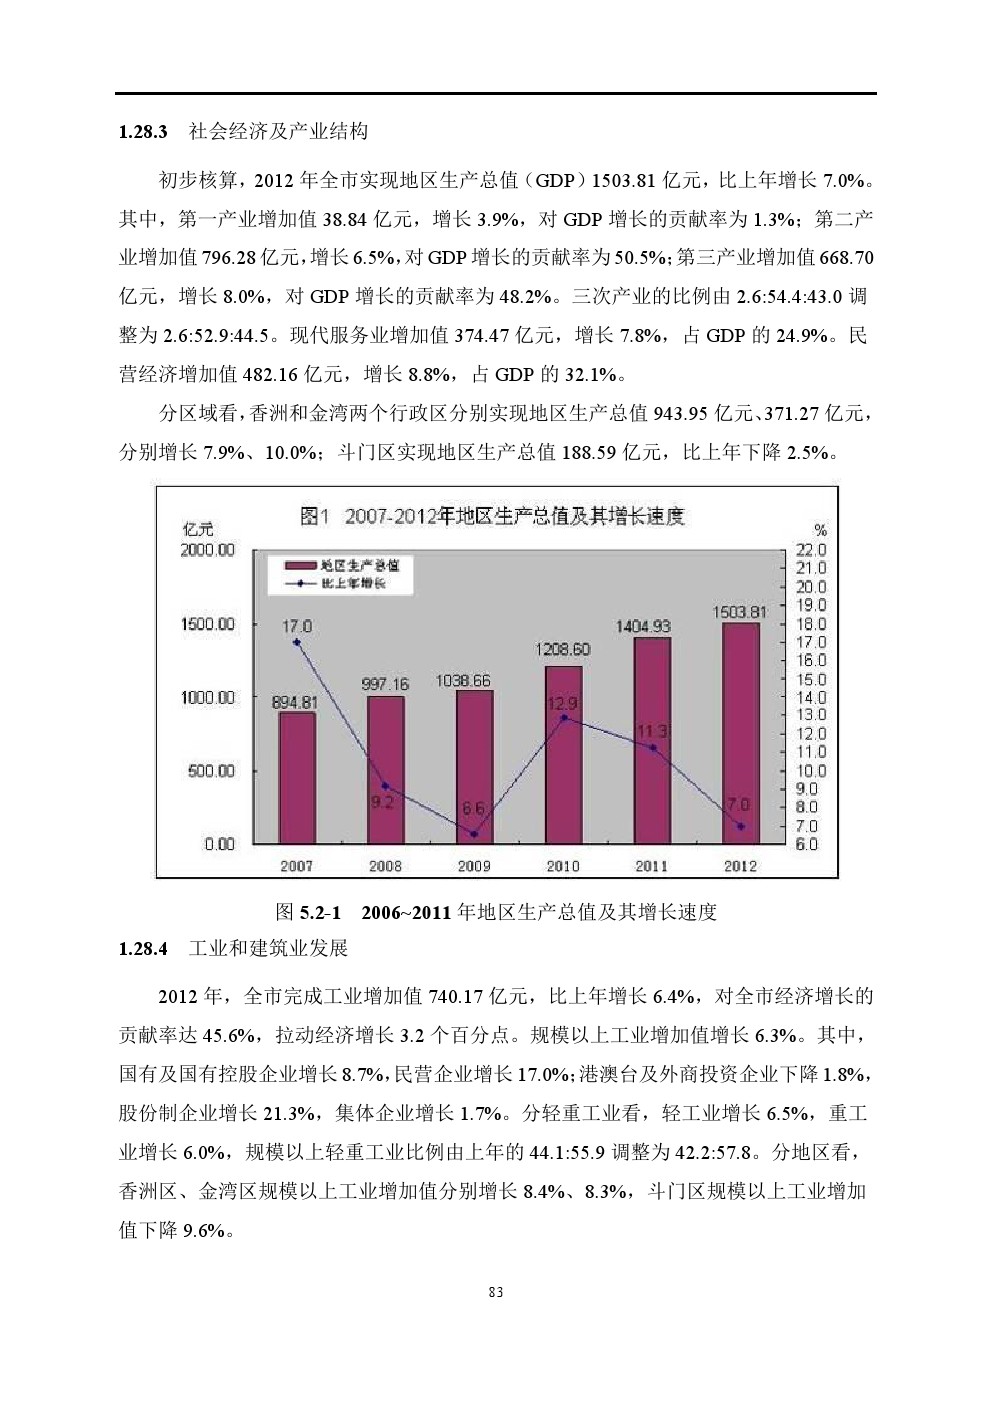 1.28.3 社会经济及产业结构
初步核算，2012 年全市实现地区生产总值（GDP）1503.81 亿元，比上年增长 7.0%。
其中，第一产业增加值 38.84 亿元，增长 3.9%，对 GDP 增长的贡献率为 1.3%；第二产
业增加值 796.28 亿元，增长 6.5%，对 GDP 增长的贡献率为 50.5%；第三产业增加值 668.70
亿元，增长 8.0%，对 GDP 增长的贡献率为 48.2%。三次产业的比例由 2.6:54.4:43.0 调
整为 2.6:52.9:44.5。现代服务业增加值 374.47 亿元，增长 7.8%，占 GDP 的 24.9%。民
营经济增加值 482.16 亿元，增长 8.8%，占 GDP 的 32.1%。
分区域看，香洲和金湾两个行政区分别实现地区生产总值 943.95 亿元、371.27 亿元，
分别增长 7.9%、10.0%；斗门区实现地区生产总值 188.59 亿元，比上年下降 2.5%。
图1 2007-2012年地区生产总值及其增长速度
亿元 %
2000.00 22.0
地区生产总值 21.0
比上年增长 20.0
19.0
1503.81
1500.00 17.0 1404.93 18.0
17.0
1208.60 16.0
997.16 1038.66 15.0
1000.00 894.81 12.9 14.0
13.0
11.3 12.0
11.0
500.00 10.0
9.0
9.2 6.6 7.0 8.0
7.0
0.00 6.0
2007 2008 2009 2010 2011 2012
图 5.2-1 2006~2011 年地区生产总值及其增长速度
1.28.4 工业和建筑业发展
2012 年，全市完成工业增加值 740.17 亿元，比上年增长 6.4%，对全市经济增长的
贡献率达 45.6%，拉动经济增长 3.2 个百分点。规模以上工业增加值增长 6.3%。其中，
国有及国有控股企业增长 8.7%，民营企业增长 17.0%；港澳台及外商投资企业下降 1.8%，
股份制企业增长 21.3%，集体企业增长 1.7%。分轻重工业看，轻工业增长 6.5%，重工
业增长 6.0%，规模以上轻重工业比例由上年的 44.1:55.9 调整为 42.2:57.8。分地区看，
香洲区、金湾区规模以上工业增加值分别增长 8.4%、8.3%，斗门区规模以上工业增加
值下降 9.6%。
83